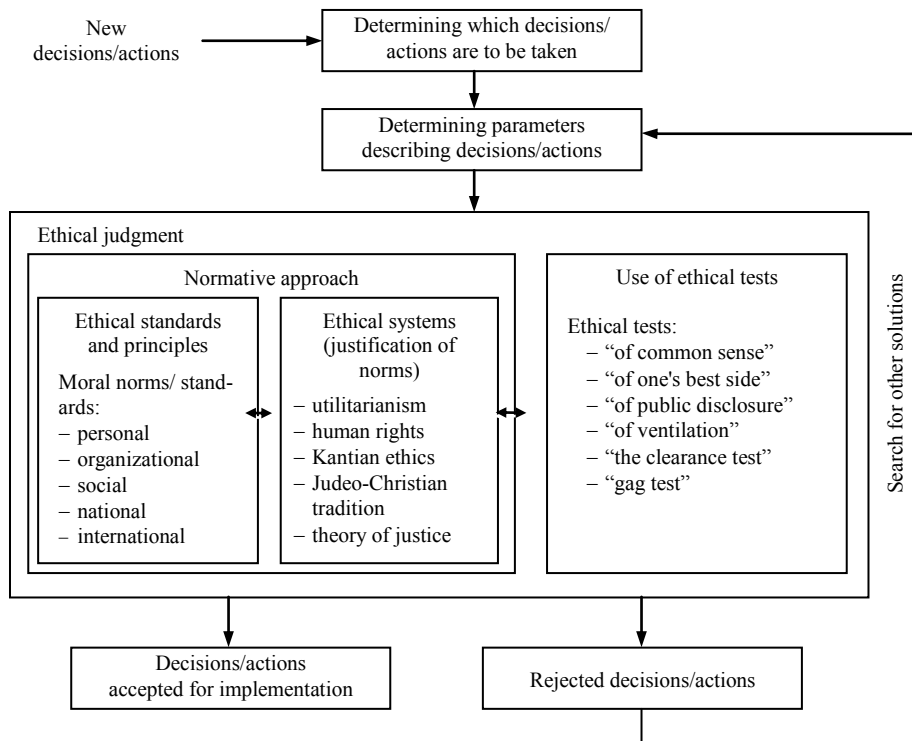 New
decisions/actions
Determining which decisions/
actions are to be taken
Determining parameters
describing decisions/actions
Ethical judgment
Normative approach
Ethical standards
and principles
Moral norms/ stand-
ards:
– personal
– organizational
– social
– national
– international
Ethical systems
(justification of
norms)
– utilitarianism
– human rights
– Kantian ethics
– Judeo-Christian
tradition
– theory of justice
Use of ethical tests
Ethical tests:
– “of common sense”
– “of one's best side”
– “of public disclosure”
– “of ventilation”
– “the clearance test”
– “gag test”
Search for other solutions
Decisions/actions
accepted for implementation
Rejected decisions/actions